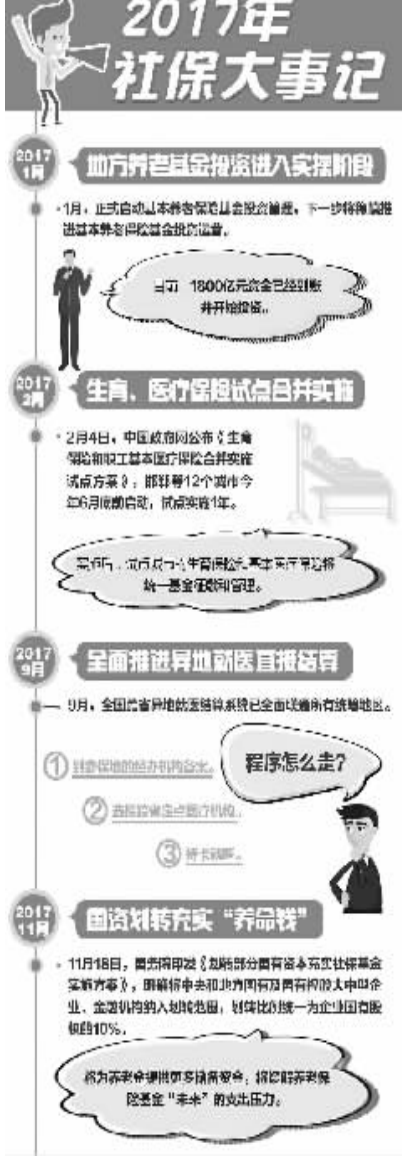 2017年
社保大事记
2017
1月
地方养老基金投资进入实操阶段
·1月，正式启动基本养老保险基金投资管理，下一步将稳慎推
进基本养老保险基金投资运营。
目前 1800亿元资金已经到账
并开始投资。
2017
2月
生育、医疗保险试点合并实施
·2月4日，中国政府网公布《生育
保险和职工基本医疗保险合并实施
试点方案》，邯郸等12个城市今
年6月底前启动，试点实施1年。
实施后，试点城市的生育保险和基本医疗保险将
统一基金征缴和管理。
2017
9月
全面推进异地就医直接结算
9月，全国跨省异地就医结算系统已全面联通所有统筹地区。
程序怎么走？
① 到参保地的经办机构备案。
② 选择跨省定点医疗机构。
③ 持卡就医。
2017
11月
国资划转充实“养命钱”
·11月18日，国务院印发《划转部分国有资本充实社保基金
实施方案》，明确将中央和地方国有及国有控股大中型企
业、金融机构纳入划转范围，划转比例统一为企业国有股
权的10%。
将为养老金提供更多储备资金，将缓解养老保
险基金“未来”的支出压力。